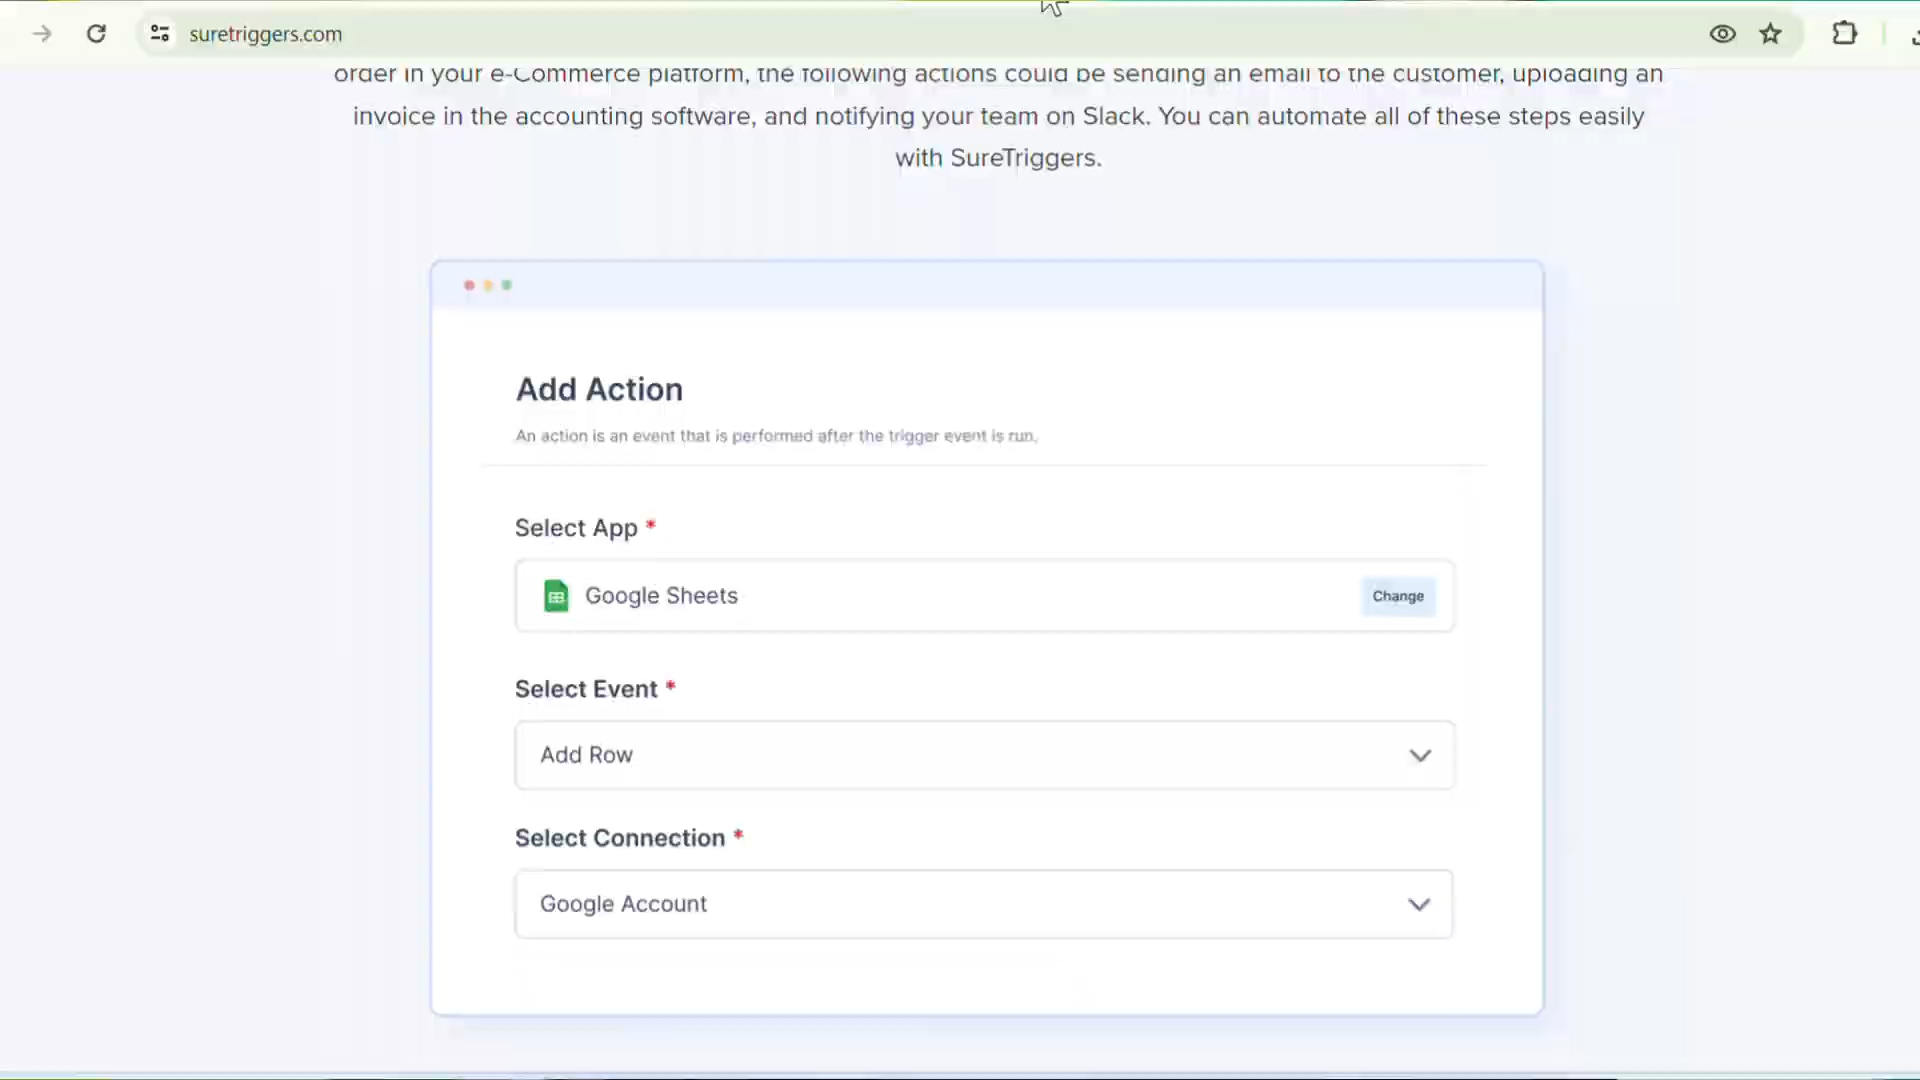 suretriggers.com
order in your e-Commerce platform, the following actions could be sending an email to the customer, uploading an
invoice in the accounting software, and notifying your team on Slack. You can automate all of these steps easily
with SureTriggers.
Add Action
An action is an event that is performed after the trigger event is run.
Select App *
Google Sheets
Change
Select Event *
Add Row
Select Connection *
Google Account